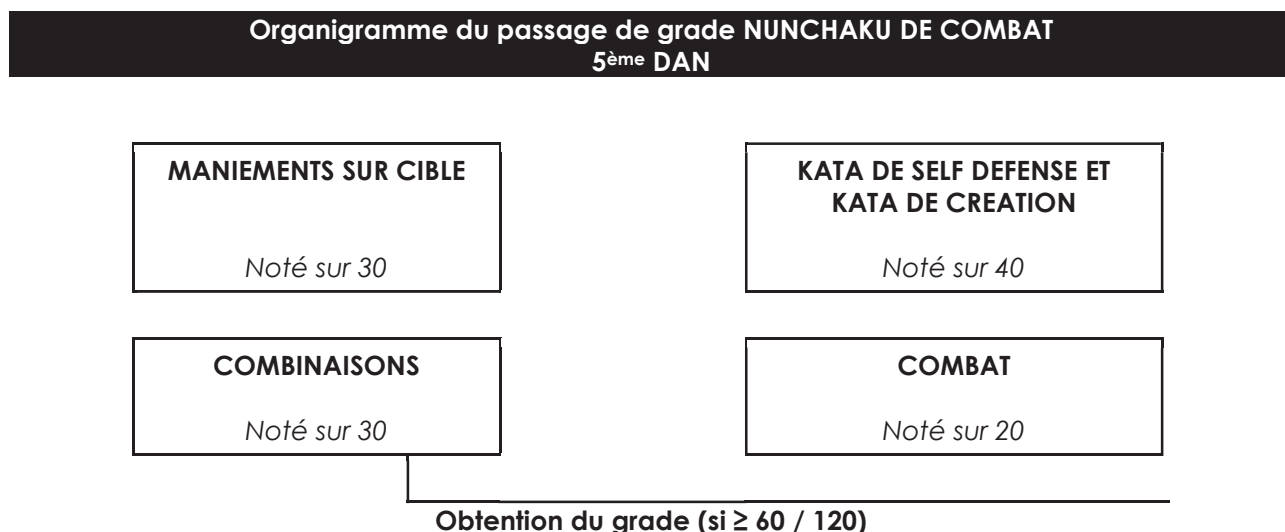 Organigramme du passage de grade NUNCHAKU DE COMBAT
5ème DAN
MANIEMENTS SUR CIBLE
Noté sur 30
KATA DE SELF DEFENSE ET
KATA DE CREATION
Noté sur 40
COMBINAISONS
Noté sur 30
COMBAT
Noté sur 20
Obtention du grade (si ≥ 60 / 120)